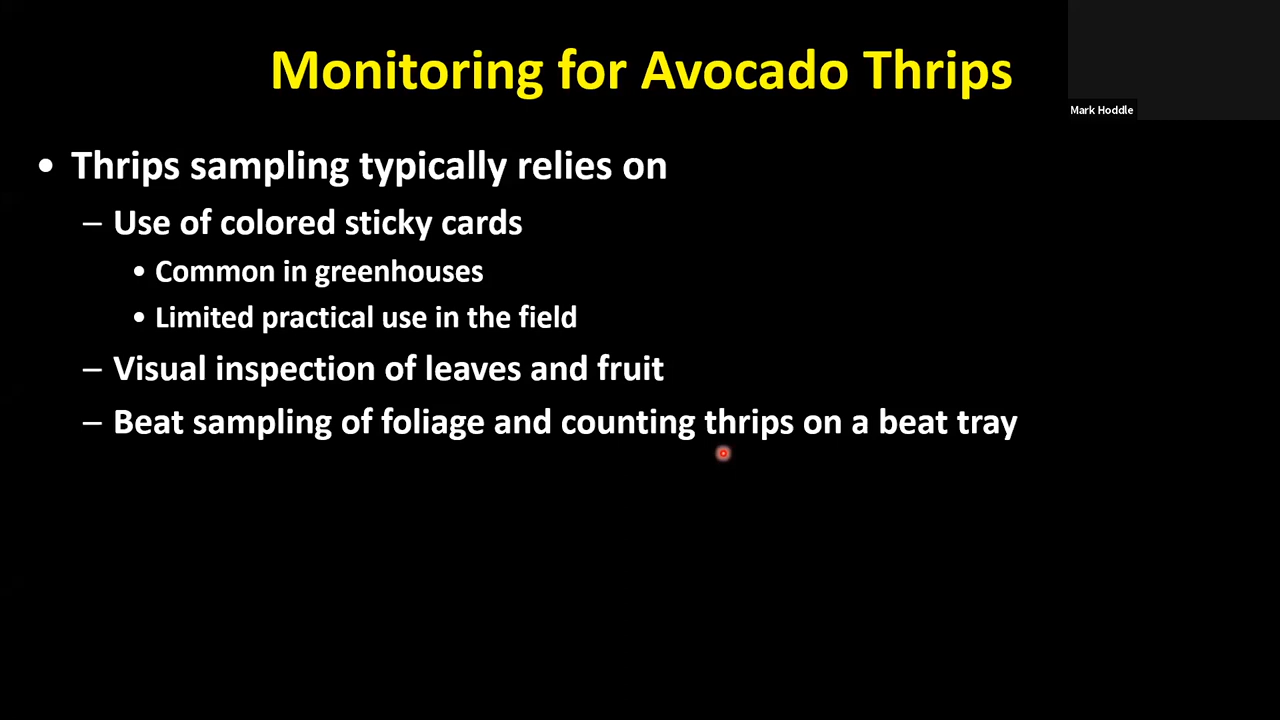 Monitoring for Avocado Thrips
Mark Hoddle
• Thrips sampling typically relies on
– Use of colored sticky cards
• Common in greenhouses
• Limited practical use in the field
– Visual inspection of leaves and fruit
– Beat sampling of foliage and counting thrips on a beat tray